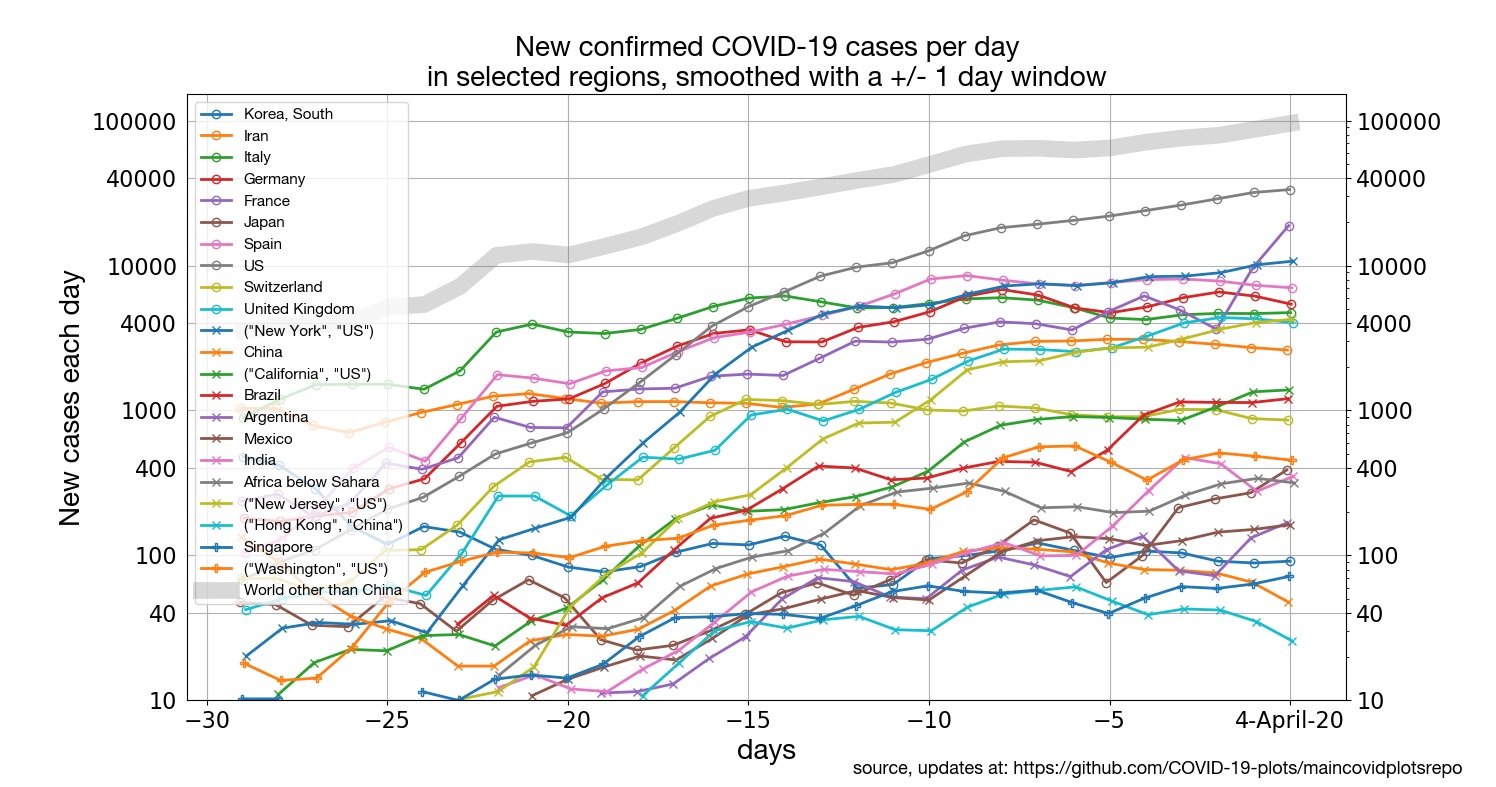 New confirmed COVID-19 cases per day
in selected regions, smoothed with a +/- 1 day window
New cases each day
100000
40000
10000
4000
1000
400
100
40
10
Korea, South
Iran
Italy
Germany
France
Japan
Spain
US
Switzerland
United Kingdom
("New York", "US")
China
("California", "US")
Brazil
Argentina
Mexico
India
Africa below Sahara
("New Jersey", "US")
("Hong Kong", "China")
Singapore
("Washington", "US")
World other than China
100000
40000
10000
4000
1000
400
100
40
10
−30 −25 −20 −15 −10 −5 4-April-20
days
source, updates at: https://github.com/COVID-19-plots/maincovidplotsrepo